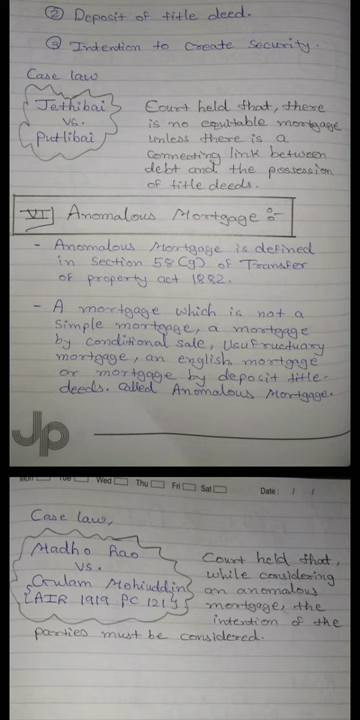 ② Deposit of title deed.
③ Intention to Create Security.
Case law
Jethibai
vs.
Putlibai
Court held that, there
is no equitable mortgage
unless there is a
connecting link between
debt and the possession
of title deeds.
VI Anomalous Mortgage :-
- Anomalous Mortgage is defined
in Section 58(g) of Transfer
of property act 1882.
- A mortgage which is not a
simple mortgage, a mortgage
by conditional sale, Usufructuary
mortgage, an english mortgage
or mortgage by deposit title-
deeds. Called Anomalous Mortgage.
Jp
Mon Tue Wed Thu Fri Sat Date: / /
Case law,
Madho Rao
vs.
Gulam Mohiuddin
[AIR 1919 PC 121]
Court held that,
while considering
an anomalous
mortgage, the
intention of the
parties must be considered.